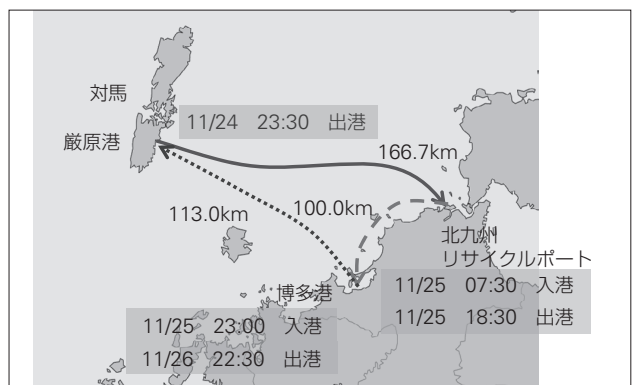 対馬
厳原港
11/24 23:30 出港
166.7km
113.0km
100.0km
北九州
リサイクルポート
11/25 07:30 入港
11/25 18:30 出港
博多港
11/25 23:00 入港
11/26 22:30 出港